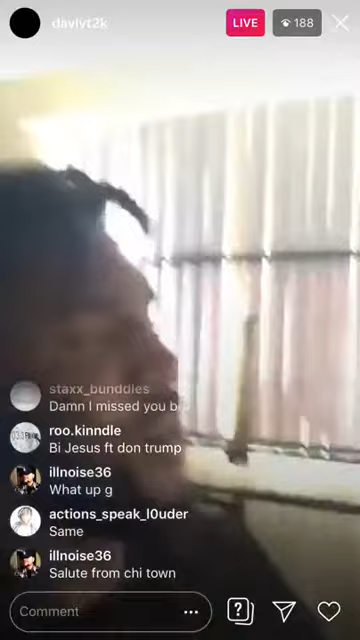 davivt2k
LIVE
188
staxx_bunddles
Damn I missed you b
roo.kinndle
Bi Jesus ft don trump
illnoise36
What up g
actions_speak_l0uder
Same
illnoise36
Salute from chi town
Comment